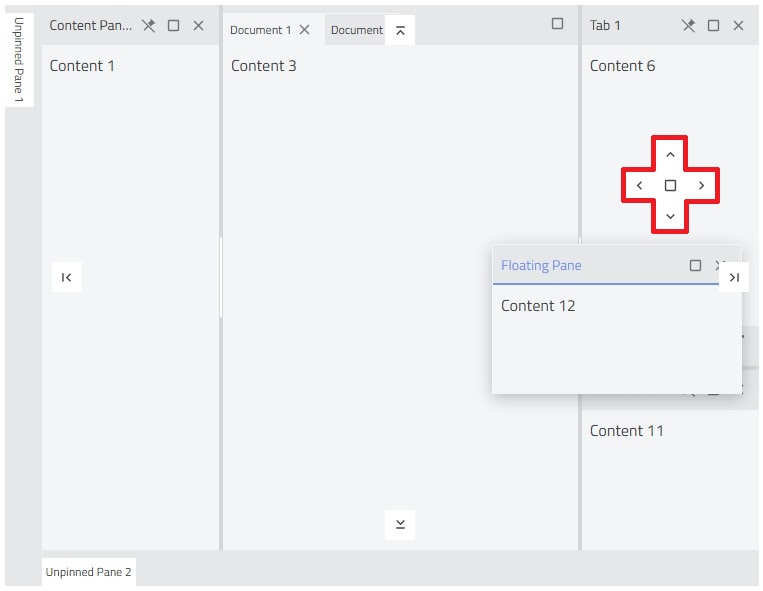 Unpinned Pane 1
Content Pan...
Document 1
Document
Tab 1
Content 1
Content 3
Content 6
Floating Pane
Content 12
Content 11
Unpinned Pane 2